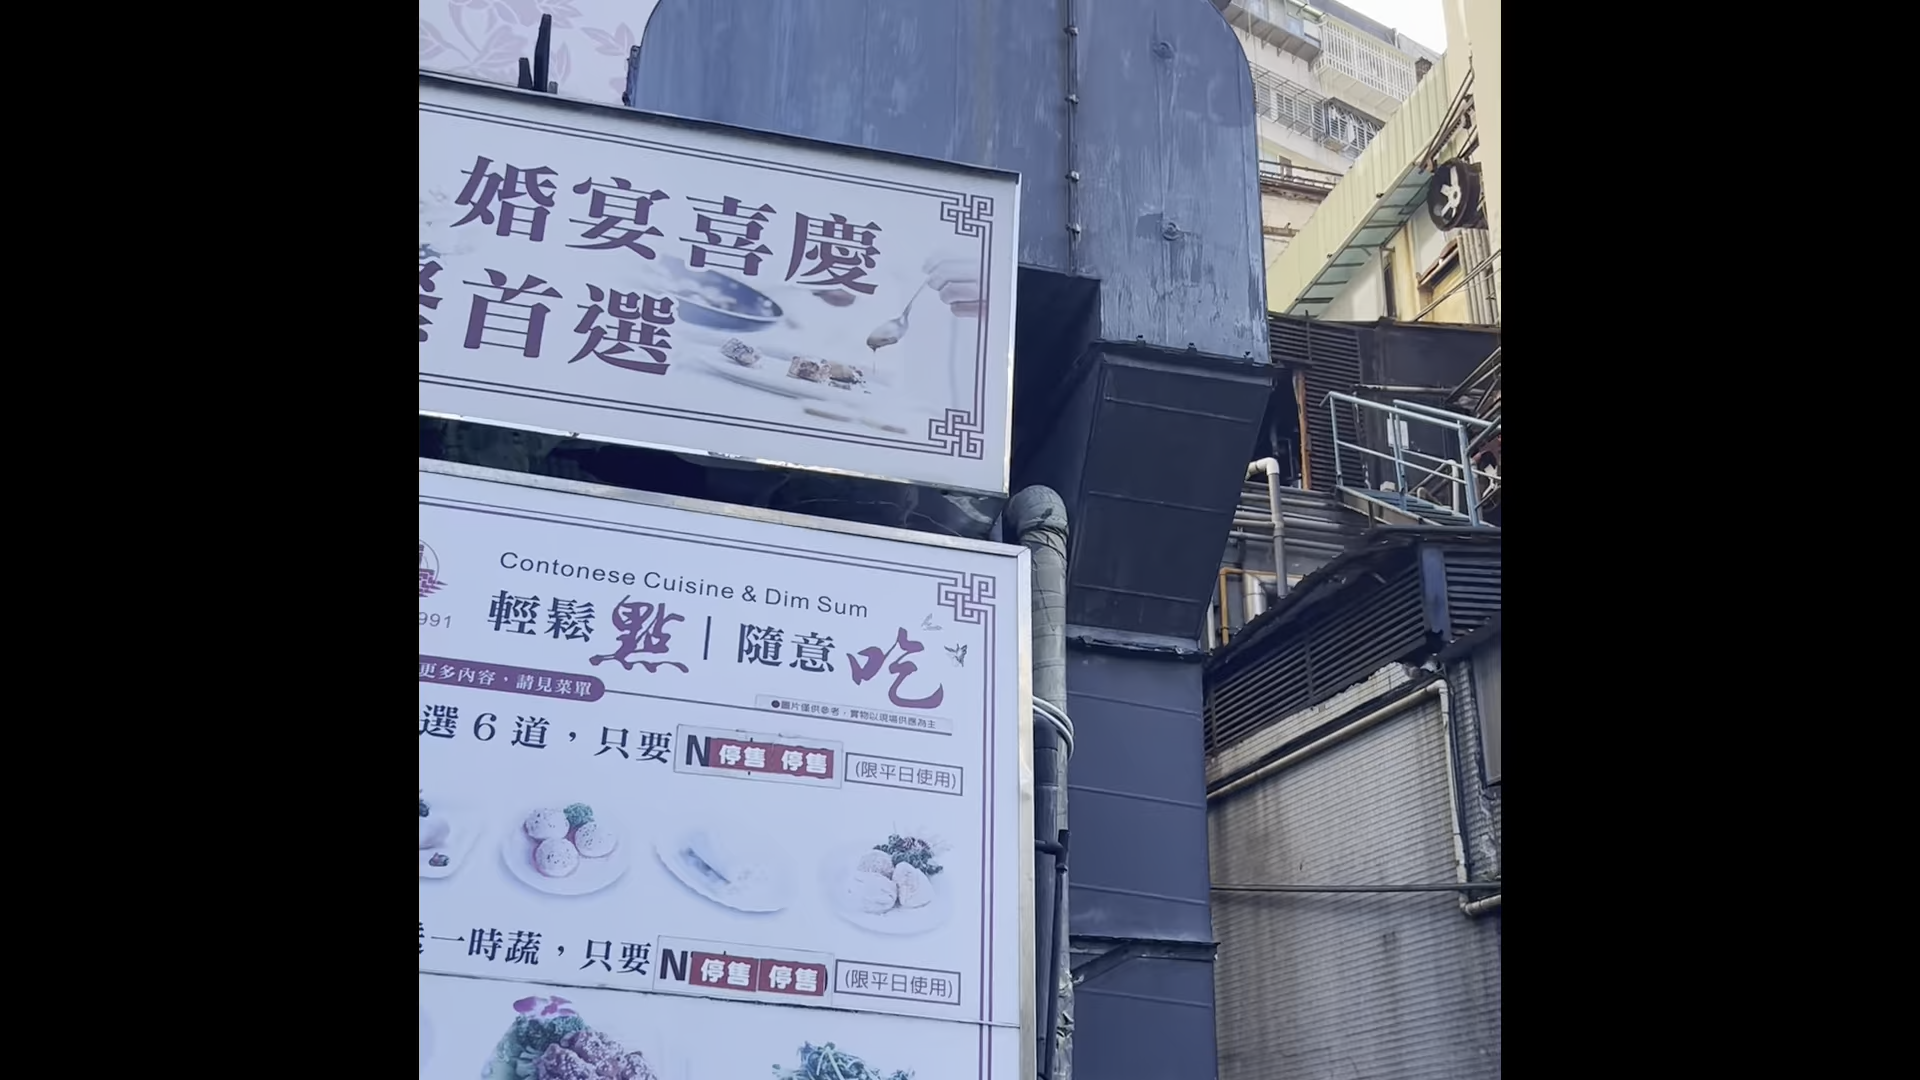 婚宴喜慶
首選
Contonese Cuisine & Dim Sum
991
輕鬆點|隨意吃
更多內容，請見菜單
●圖片僅供參考，實物以現場供應為主
選6道，只要N停售 停售 (限平日使用)
一時蔬，只要N停售 停售 (限平日使用)